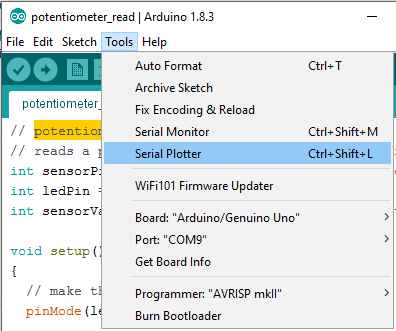 potentiometer_read | Arduino 1.8.3
File Edit Sketch Tools Help
Auto Format Ctrl+T
Archive Sketch
potentiometer_
Fix Encoding & Reload
// potention
Serial Monitor Ctrl+Shift+M
// reads a p
Serial Plotter Ctrl+Shift+L
int sensorPi
int ledPin =
WiFi101 Firmware Updater
int sensorVa
Board: "Arduino/Genuino Uno"
Port: "COM9"
void setup()
Get Board Info
{
// make th
Programmer: "AVRISP mkII"
pinMode(le
Burn Bootloader